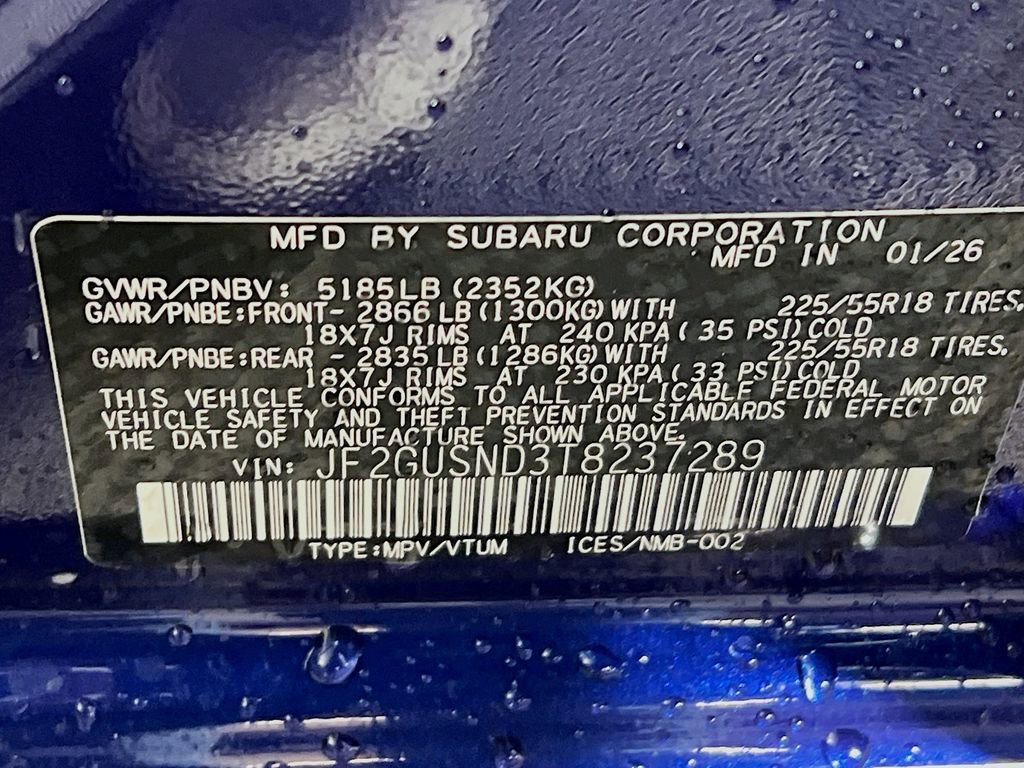 MFD BY SUBARU CORPORATION
MFD IN 01/26
GVWR/PNBV: 5185LB (2352KG)
GAWR/PNBE:FRONT- 2866 LB (1300KG) WITH 225/55R18 TIRES,
18X7J RIMS AT 240 KPA ( 35 PSI) COLD
GAWR/PNBE:REAR - 2835 LB (1286KG) WITH 225/55R18 TIRES.
18X7J RIMS AT 230 KPA ( 33 PSI) COLD
THIS VEHICLE CONFORMS TO ALL APPLICABLE FEDERAL MOTOR
VEHICLE SAFETY AND THEFT PREVENTION STANDARDS IN EFFECT ON
THE DATE OF MANUFACTURE SHOWN ABOVE.
VIN: JF2GUSND3T8237289
TYPE:MPV/VTUM ICES/NMB-002